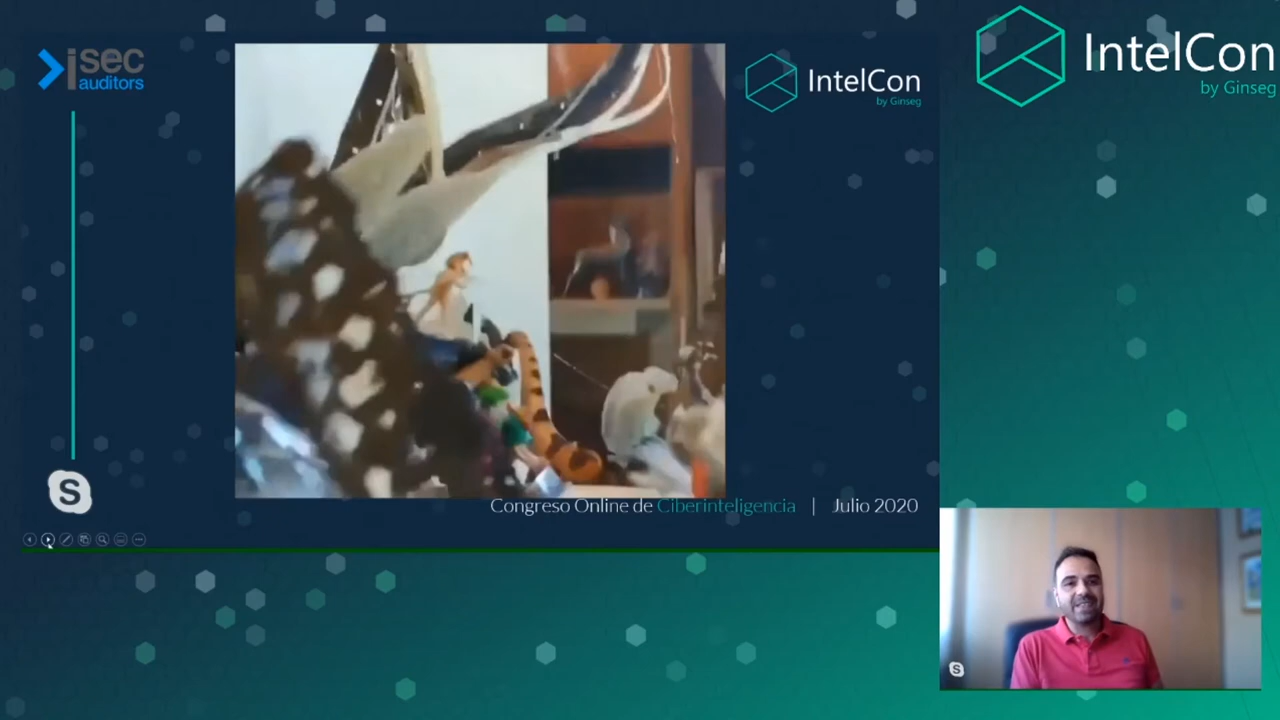 isec
auditors
IntelCon
by Ginseg
IntelCon
by Ginseg
S
Congreso Online de Ciberinteligencia | Julio 2020
S